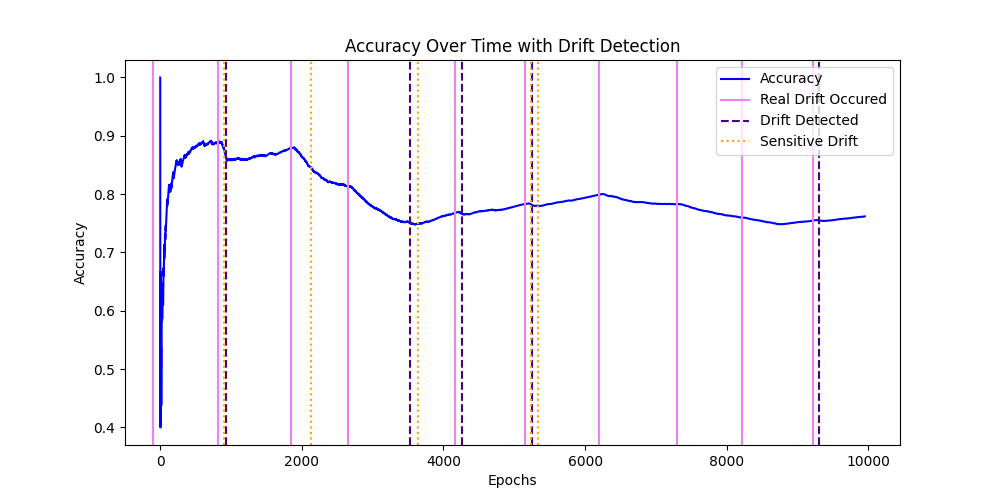 Accuracy Over Time with Drift Detection
1.0
0.9
0.8
0.7
0.6
0.5
0.4
Accuracy
Accuracy
Real Drift Occured
Drift Detected
Sensitive Drift
0
2000
4000
6000
8000
10000
Epochs